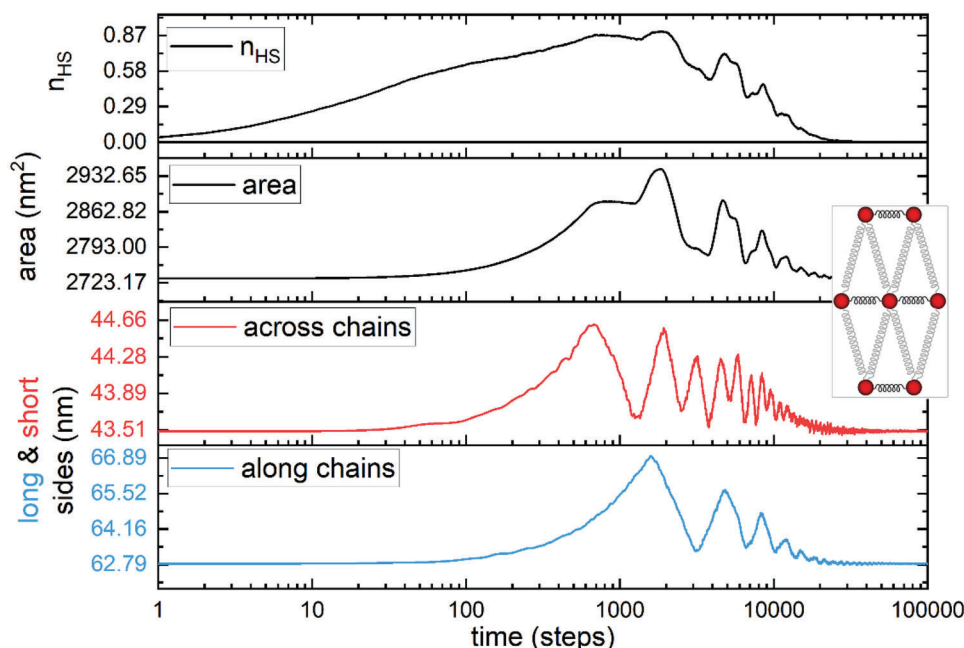 n_HS
0.87
0.58
0.29
0.00
n_HS
area (nm²)
2932.65
2862.82
2793.00
2723.17
area
long & short
sides (nm)
44.66
44.28
43.89
43.51
across chains
66.89
65.52
64.16
62.79
along chains
1 10 100 1000 10000 100000
time (steps)